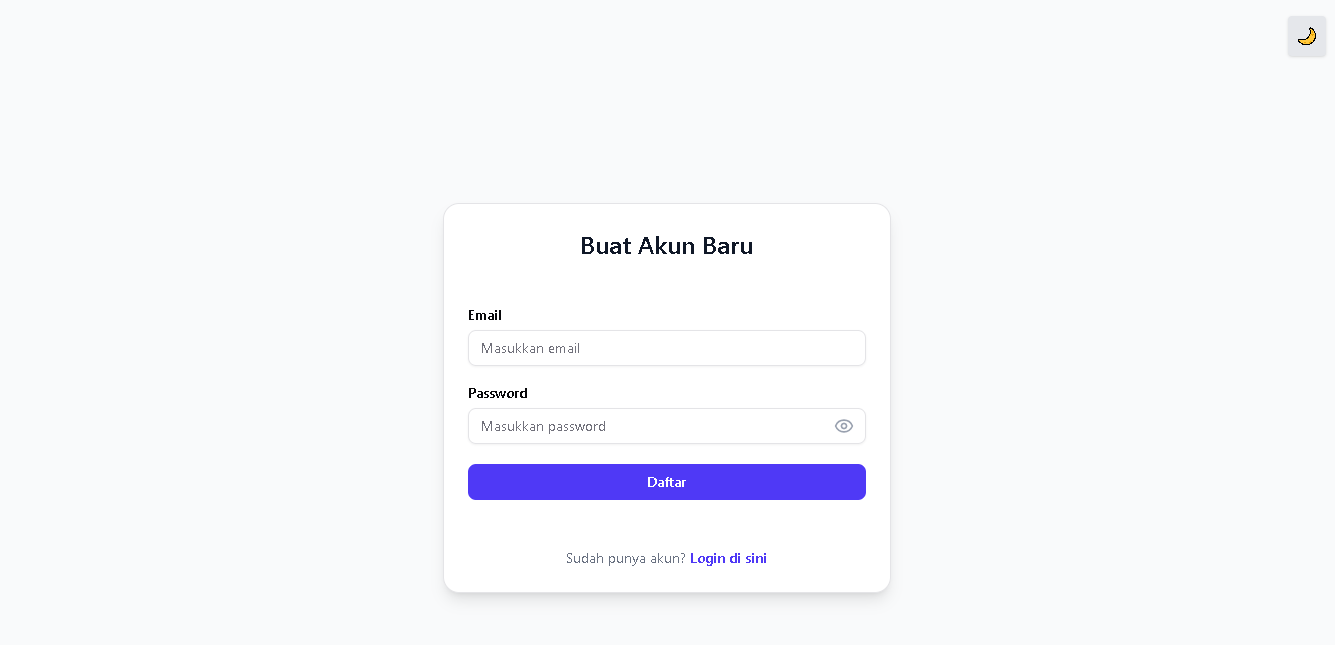 Buat Akun Baru
Email
Masukkan email
Password
Masukkan password
Daftar
Sudah punya akun? Login di sini